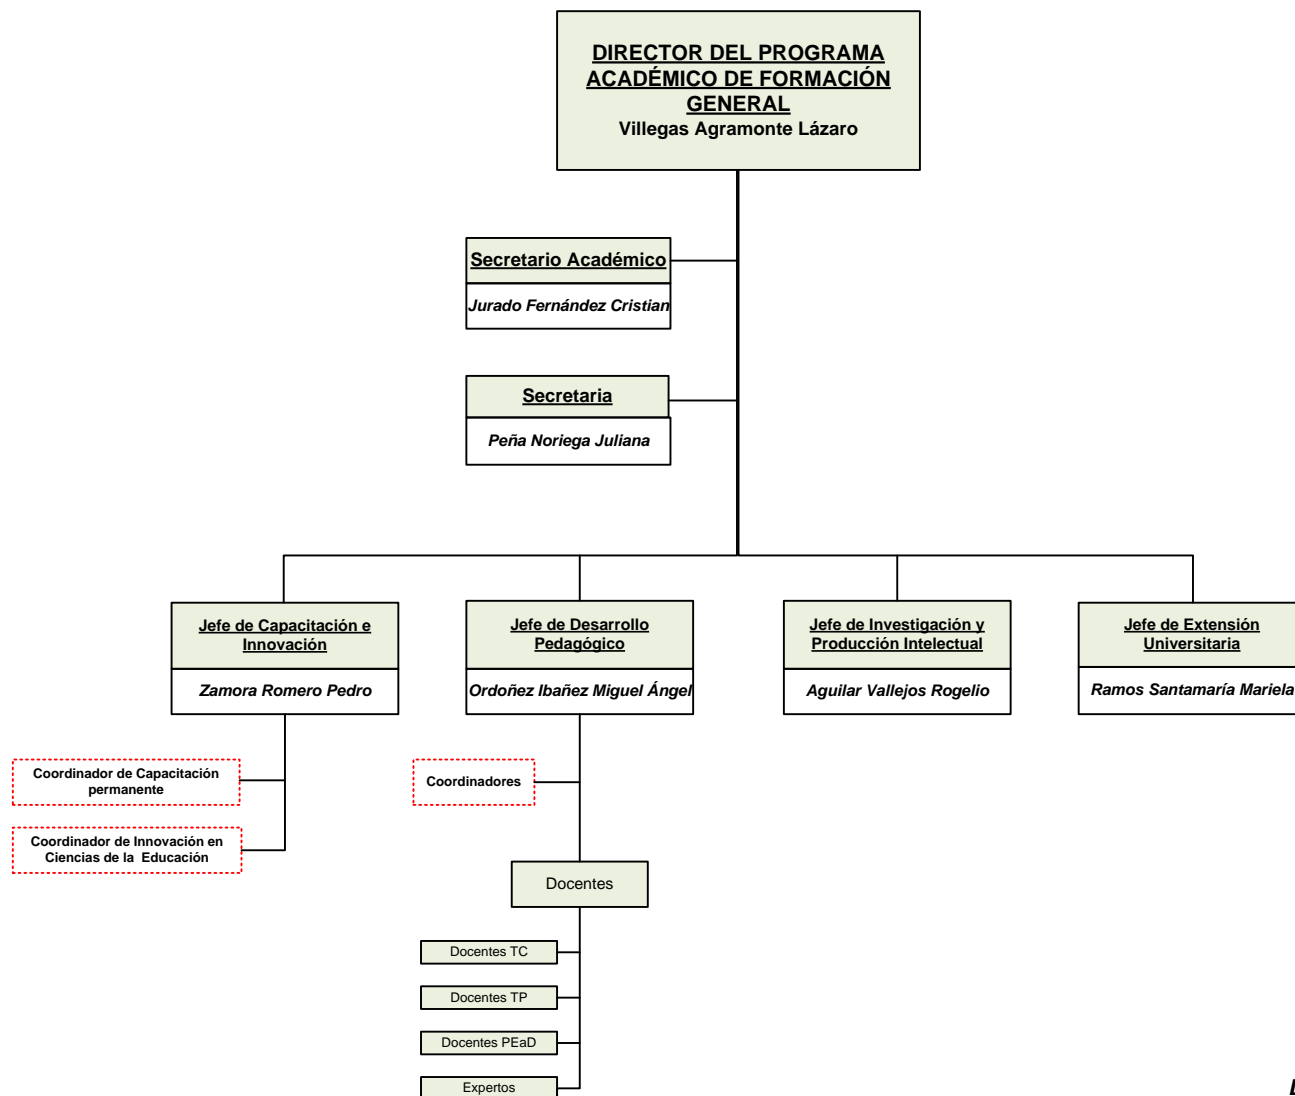 DIRECTOR DEL PROGRAMA
ACADÉMICO DE FORMACIÓN
GENERAL
Villegas Agramonte Lázaro
Secretario Académico
Jurado Fernández Cristian
Secretaria
Peña Noriega Juliana
Jefe de Capacitación e
Innovación
Zamora Romero Pedro
Jefe de Desarrollo
Pedagógico
Ordoñez Ibañez Miguel Ángel
Jefe de Investigación y
Producción Intelectual
Aguilar Vallejos Rogelio
Jefe de Extensión
Universitaria
Ramos Santamaría Mariela
Coordinador de Capacitación
permanente
Coordinador de Innovación en
Ciencias de la Educación
Coordinadores
Docentes
Docentes TC
Docentes TP
Docentes PEaD
Expertos